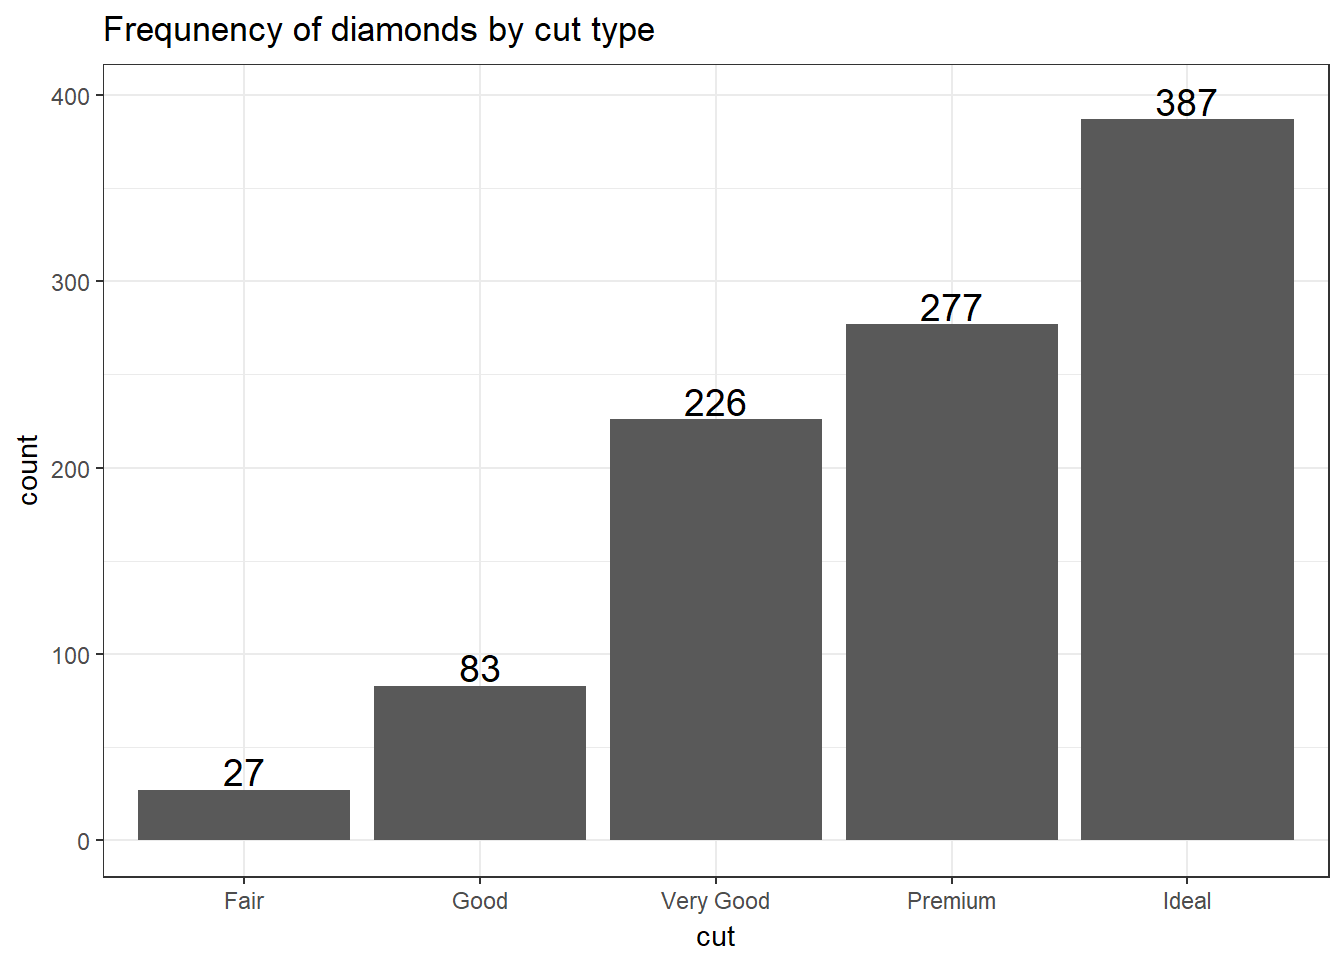 Frequnency of diamonds by cut type
400
300
200
100
0
count
27
83
226
277
387
Fair
Good
Very Good
Premium
Ideal
cut